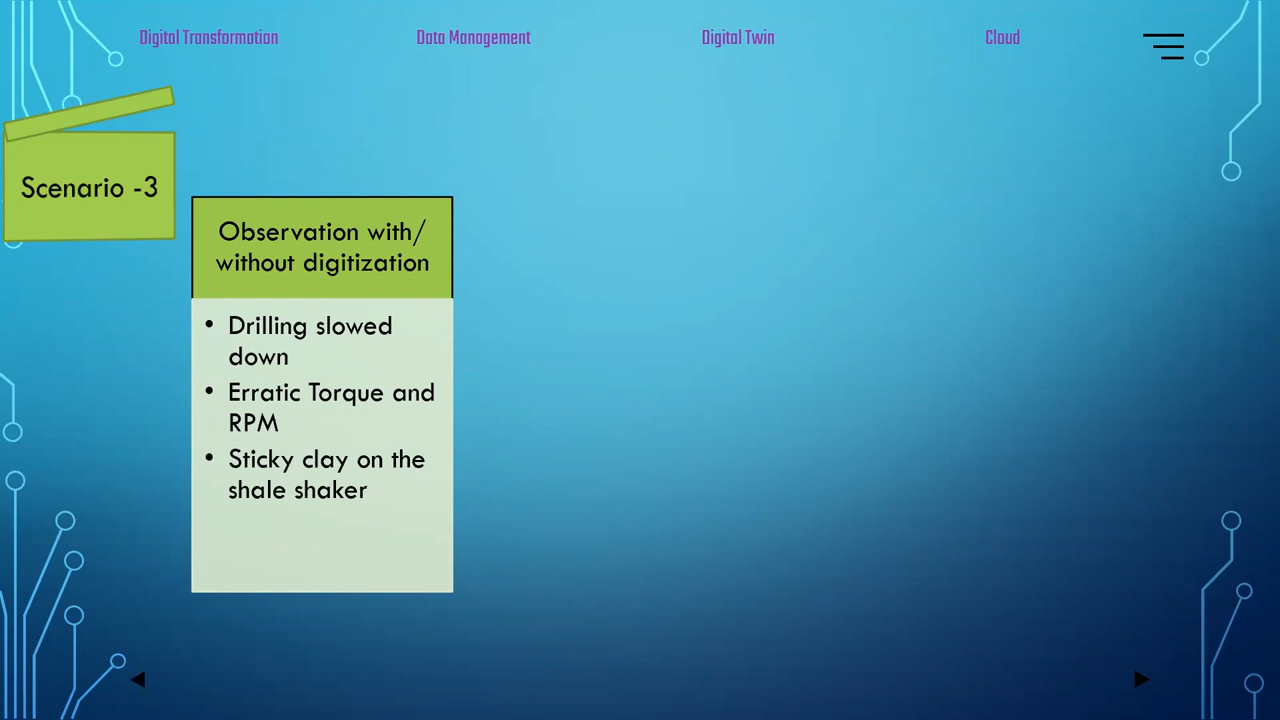 Digital Transformation
Data Management
Digital Twin
Cloud
Scenario -3
Observation with/
without digitization
• Drilling slowed
down
• Erratic Torque and
RPM
• Sticky clay on the
shale shaker